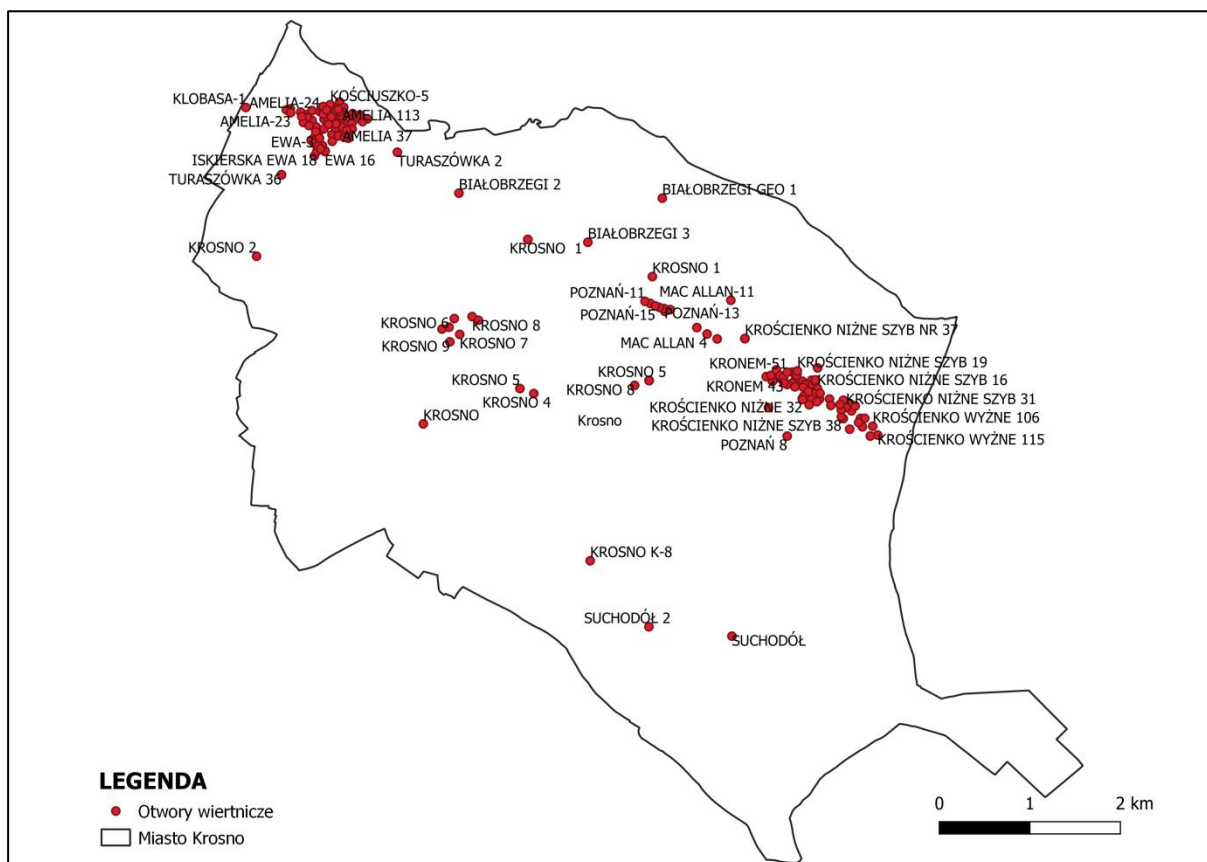 KOŚCIUSZKO-5
KLOBASA-1
AMELIA-24
AMELIA 113
AMELIA-23
AMELIA 37
EWA-3
ISKIERSKA EWA 18
EWA 16
TURASZÓWKA 2
TURASZÓWKA 36
BIAŁOBRZEGI 2
BIAŁOBRZEGI GEO 1
BIAŁOBRZEGI 3
KROSNO 2
KROSNO 1
KROSNO 1
POZNAŃ-11
MAC ALLAN-11
POZNAŃ-15
POZNAŃ-13
KROSNO 6
KROSNO 8
KROŚCIENKO NIŻNE SZYB NR 37
KROSNO 9
KROSNO 7
MAC ALLAN 4
KRONEM-51
KROŚCIENKO NIŻNE SZYB 19
KROSNO 5
KROSNO 5
KROŚCIENKO NIŻNE SZYB 16
KROSNO 8
KRONEM 43
KROSNO 4
KROŚCIENKO NIŻNE SZYB 31
KROSNO
Krosno
KROŚCIENKO NIŻNE 32
KROŚCIENKO WYŻNE 106
KROŚCIENKO NIŻNE SZYB 38
POZNAŃ 8
KROŚCIENKO WYŻNE 115
KROSNO K-8
SUCHODÓŁ 2
SUCHODÓŁ
LEGENDA
Otwory wiertnicze
Miasto Krosno
0 1 2 km